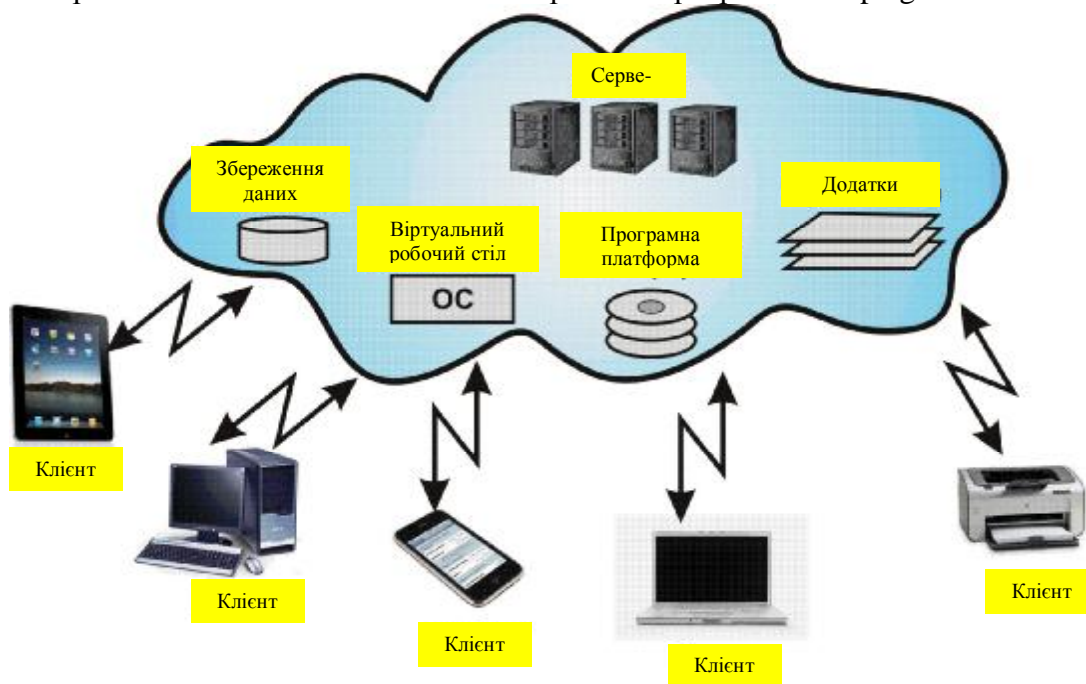 Серве-
Збереження
даних
Додатки
Віртуальний
робочий стіл
Програмна
платформа
ОС
Клієнт
Клієнт
Клієнт
Клієнт
Клієнт